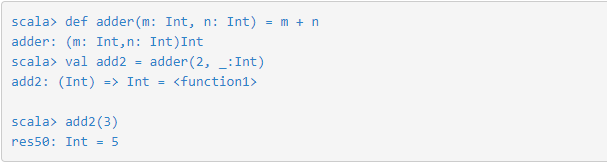 scala> def adder(m: Int, n: Int) = m + n
adder: (m: Int,n: Int)Int
scala> val add2 = adder(2, _:Int)
add2: (Int) => Int = <function1>
scala> add2(3)
res50: Int = 5